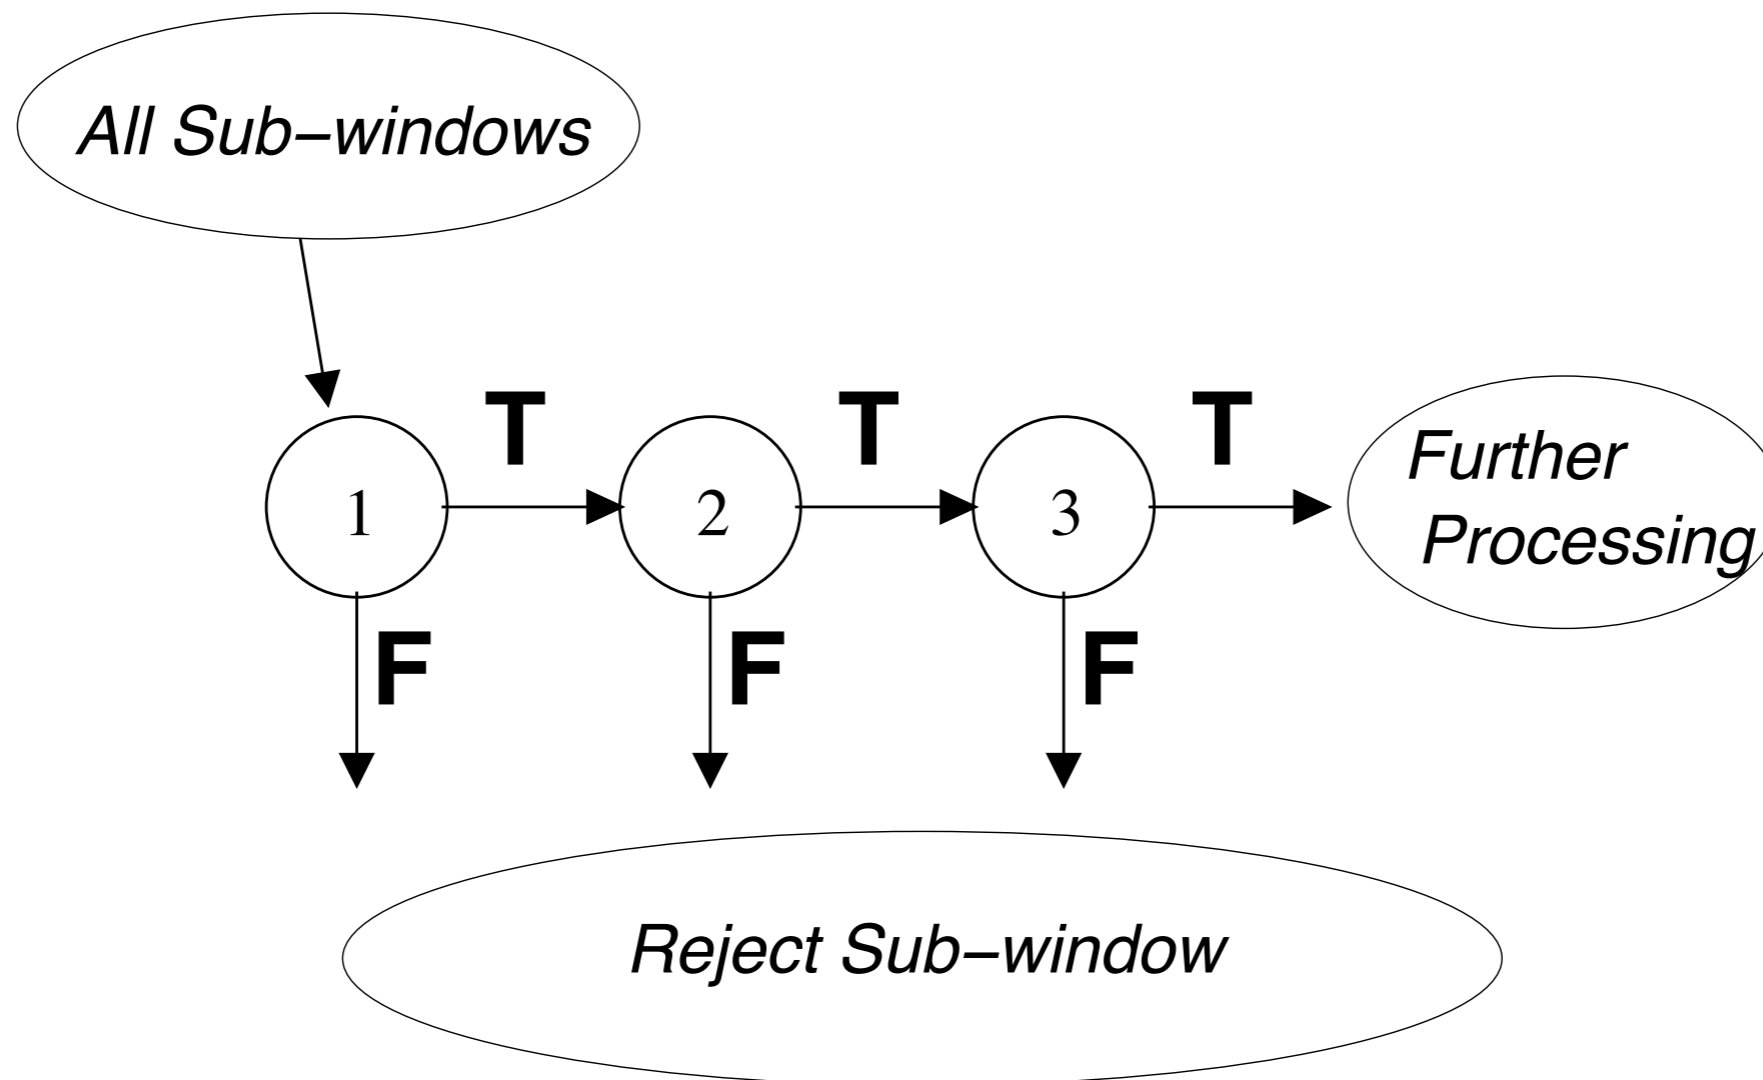 All Sub–windows
T
T
T
1
2
3
Further
Processing
F
F
F
Reject Sub–window